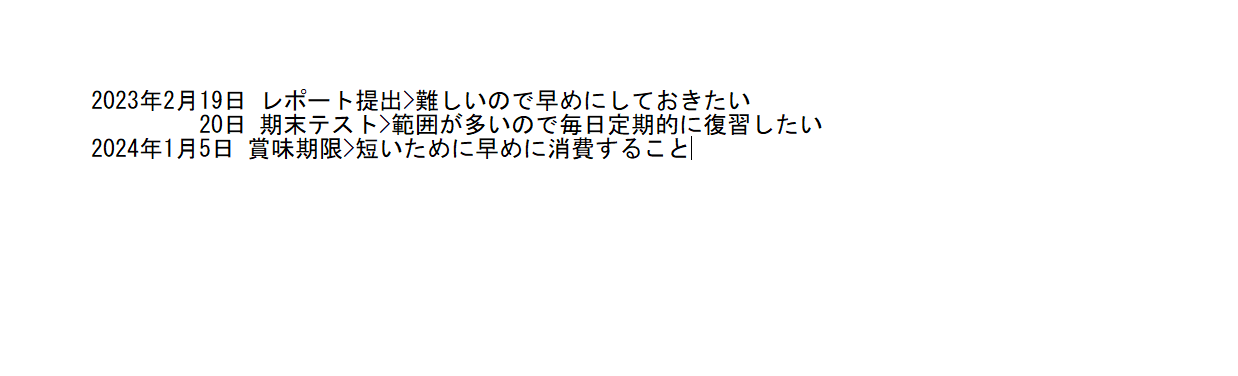 2023年2月19日 レポート提出>難しいので早めにしておきたい
20日 期末テスト>範囲が多いので毎日定期的に復習したい
2024年1月5日 賞味期限>短いために早めに消費すること